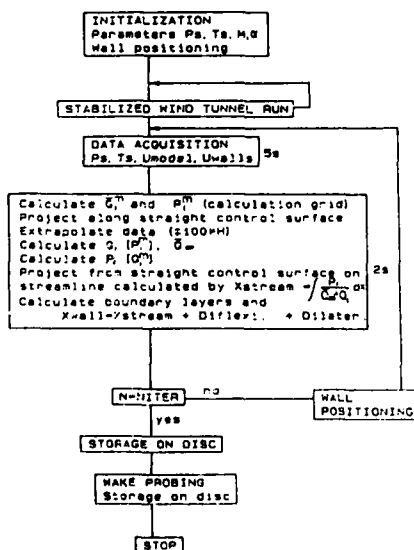 INITIALIZATION
Parameters Ps, Ts, M,α
Wall positioning
STABILIZED WIND TUNNEL RUN
DATA ACQUISITION
Ps, Ts, Umodel, Uwalls
5s
Calculate and (calculation grid)
Project along straight control surface
Extrapolate data
Calculate
Calculate
Project from straight control surface on
streamline calculated by Xstream
Calculate boundary layers and
Xwall=Ystream + Diflexi. + Dilater.
2s
N=NITER
no
WALL
POSITIONING
yes
STORAGE ON DISC
WAKE PROBING
Storage on disc
STOP